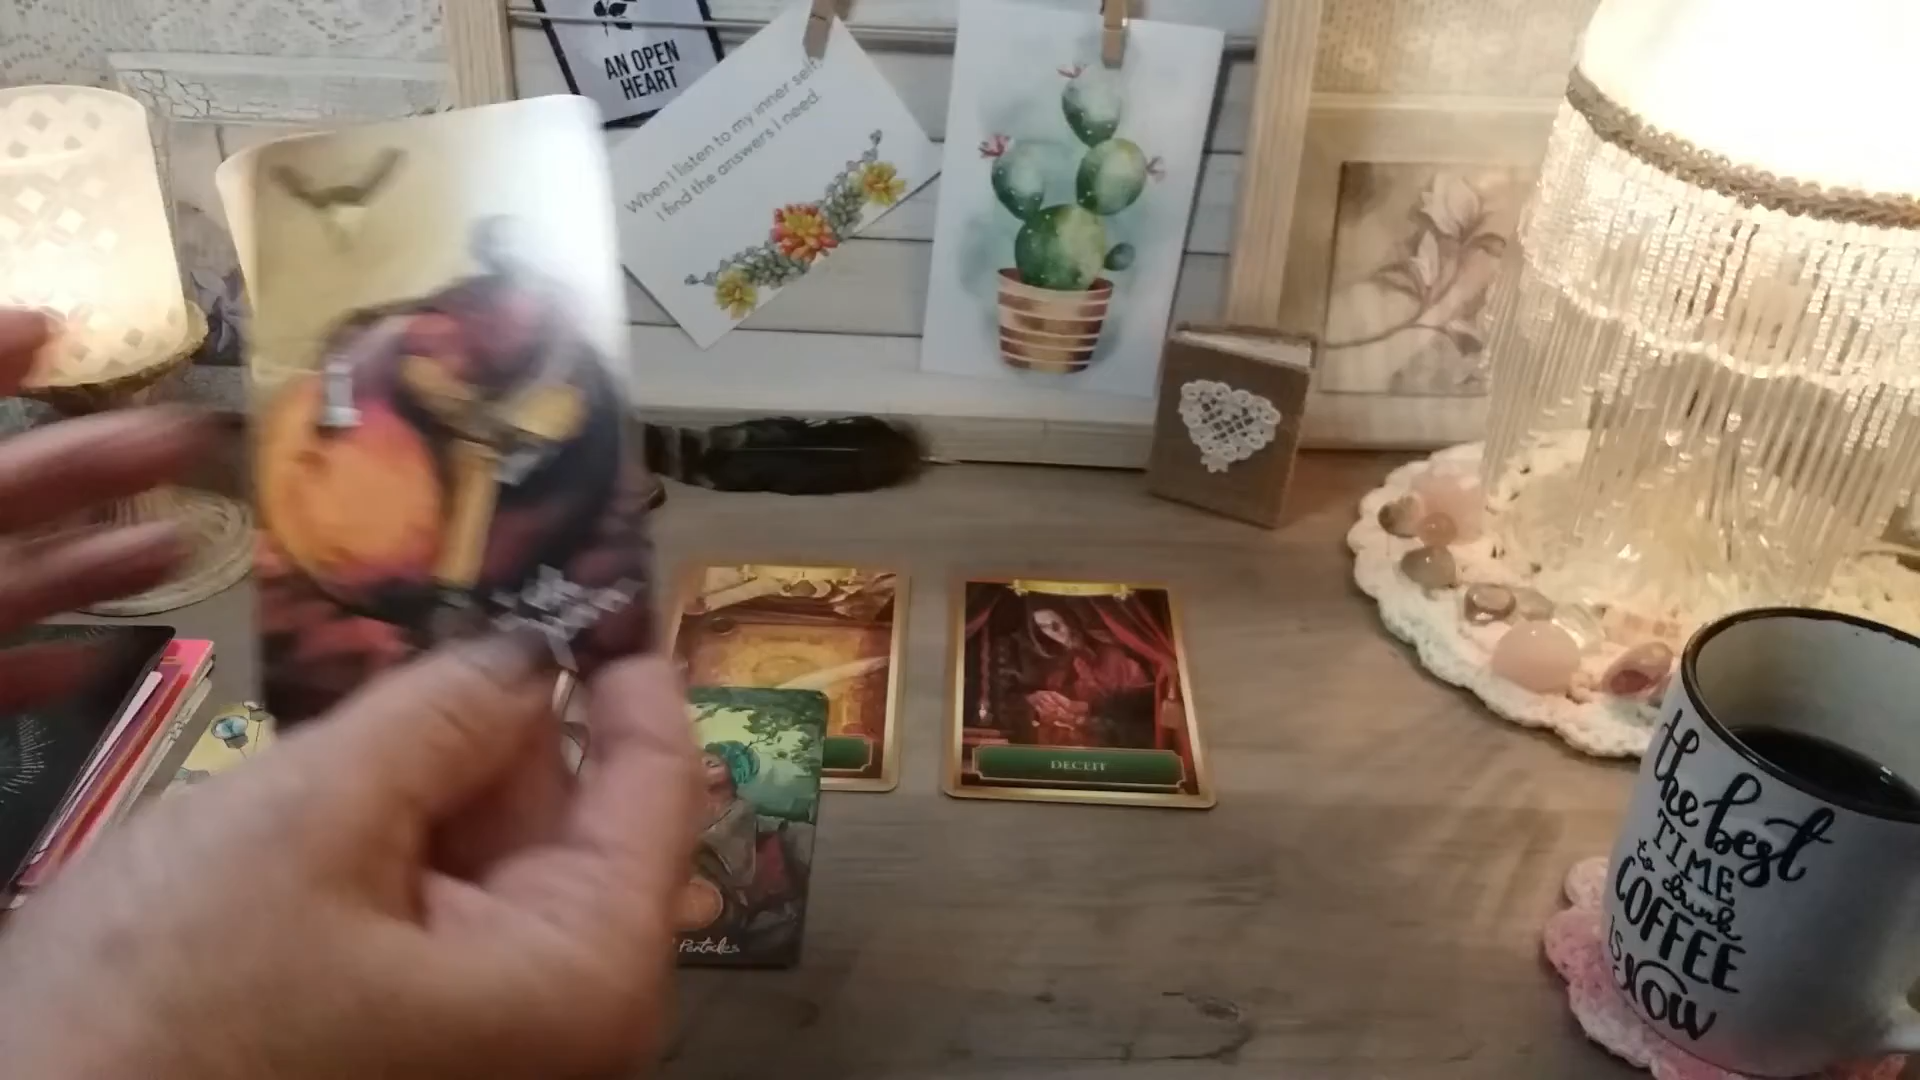 AN OPEN
HEART
When I listen to my inner self,
I find the answers I need.
DECEIT
Pentacles
the best
TIME
to drink
COFFEE
is
NOW